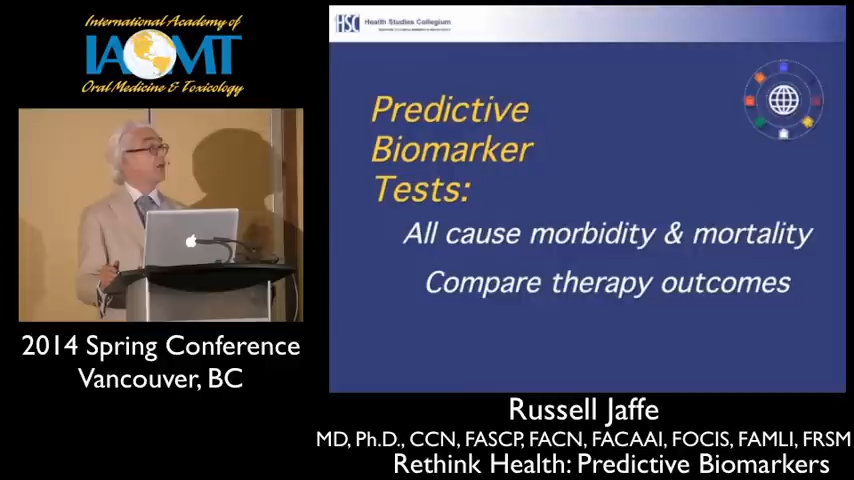 International Academy of
IAOMT
Oral Medicine & Toxicology
HSC Health Studies Collegium
Predictive
Biomarker
Tests:
All cause morbidity & mortality
Compare therapy outcomes
2014 Spring Conference
Vancouver, BC
Russell Jaffe
MD, Ph.D., CCN, FASCP, FACN, FACAAI, FOCIS, FAMLI, FRSM
Rethink Health: Predictive Biomarkers